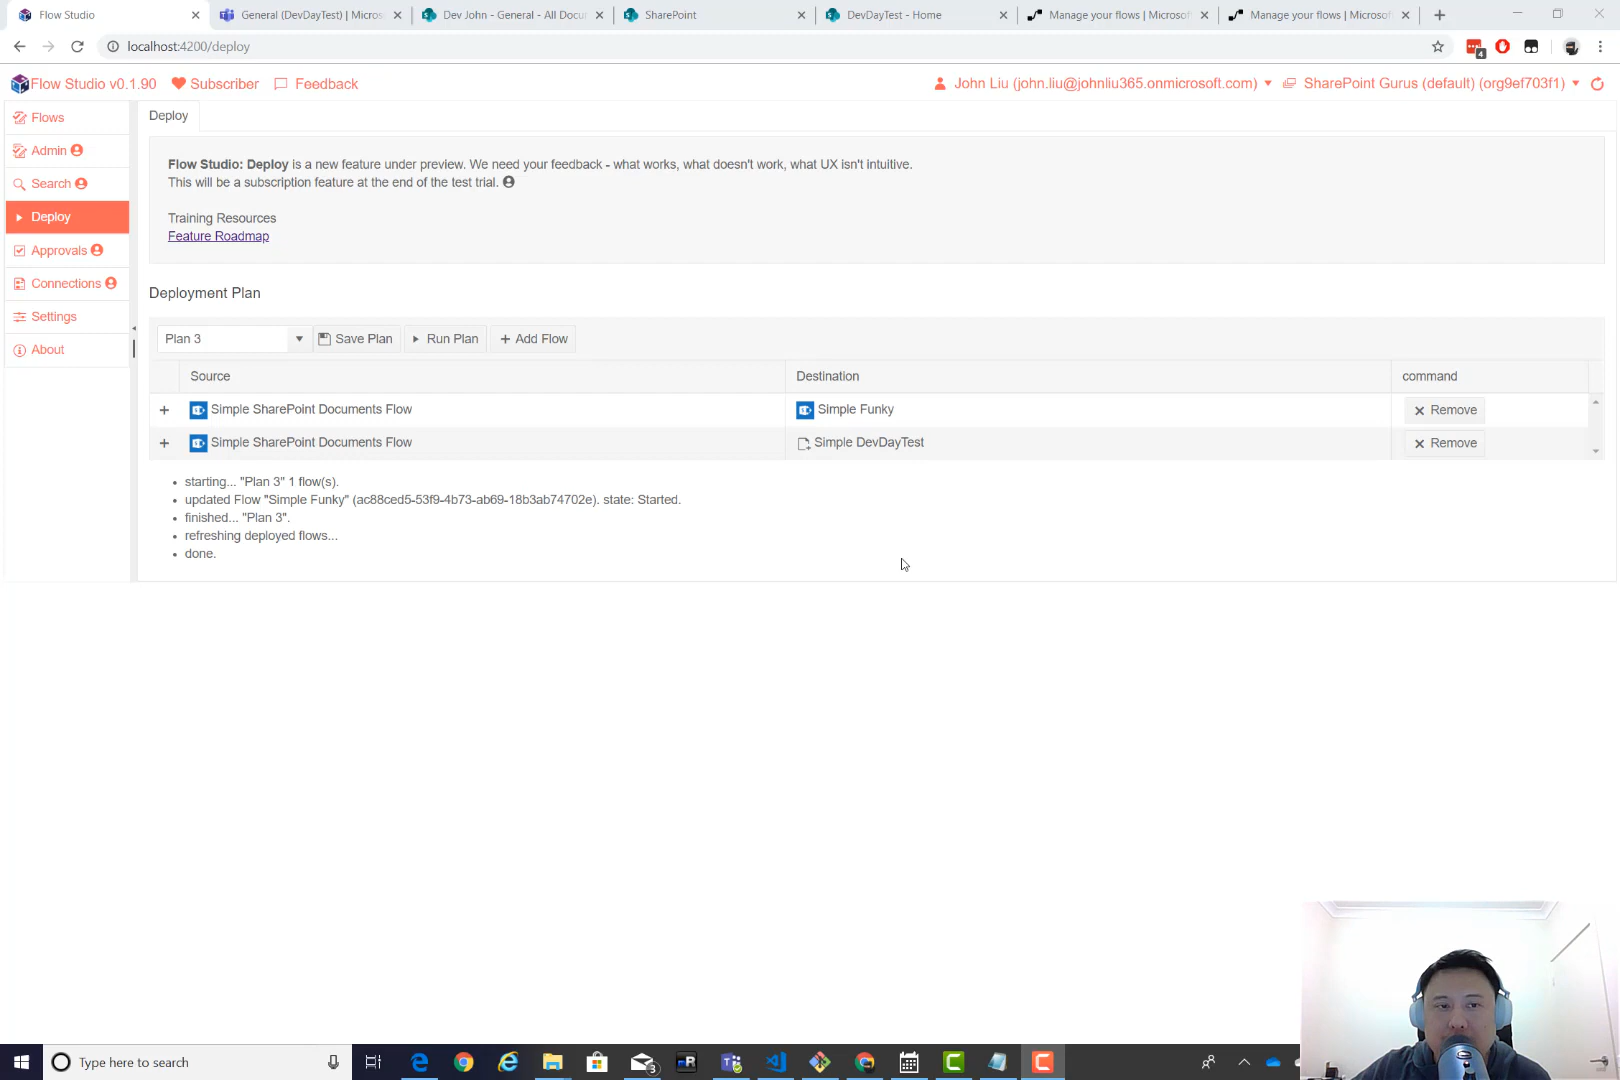 Flow Studio
General (DevDayTest) | Micros
Dev John - General - All Docu
SharePoint
DevDayTest - Home
Manage your flows | Microsof
Manage your flows | Microsof
localhost:4200/deploy
4
Flow Studio v0.1.90
Subscriber
Feedback
John Liu (john.liu@johnliu365.onmicrosoft.com)
SharePoint Gurus (default) (org9ef703f1)
Flows
Admin
Search
Deploy
Approvals
Connections
Settings
About
Deploy
Flow Studio: Deploy is a new feature under preview. We need your feedback - what works, what doesn't work, what UX isn't intuitive.
This will be a subscription feature at the end of the test trial.
Training Resources
Feature Roadmap
Deployment Plan
Plan 3
Save Plan
Run Plan
Add Flow
Source
Destination
command
Simple SharePoint Documents Flow
Simple Funky
Remove
Simple SharePoint Documents Flow
Simple DevDayTest
Remove
starting... "Plan 3" 1 flow(s).
updated Flow "Simple Funky" (ac88ced5-53f9-4b73-ab69-18b3ab74702e). state: Started.
finished... "Plan 3".
refreshing deployed flows...
done.
Type here to search
3